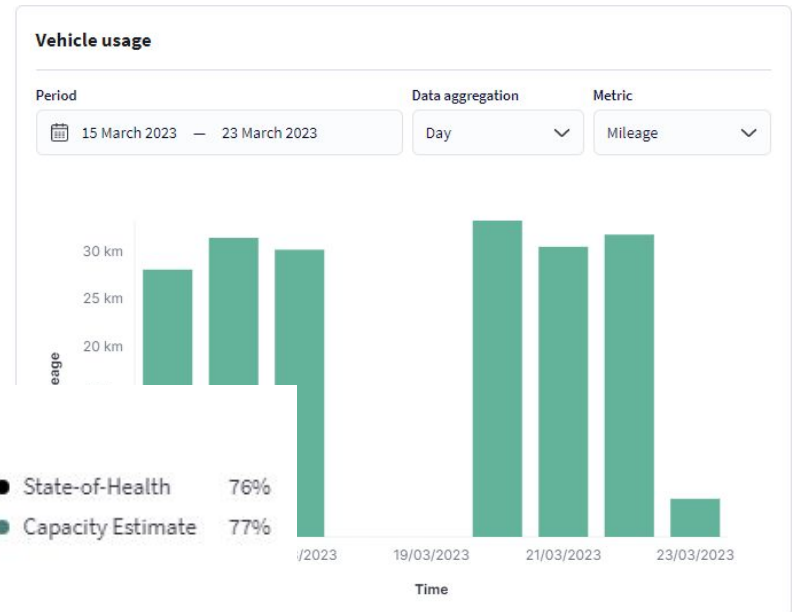 Vehicle usage
Period
Data aggregation
Metric
15 March 2023 — 23 March 2023
Day
Mileage
30 km
25 km
20 km
eage
State-of-Health 76%
Capacity Estimate 77%
/2023
19/03/2023
21/03/2023
23/03/2023
Time